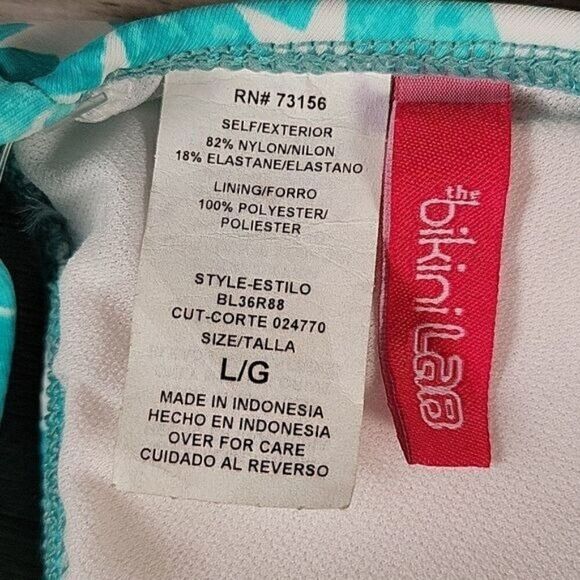 RN# 73156
SELF/EXTERIOR
82% NYLON/NILON
18% ELASTANE/ELASTANO
LINING/FORRO
100% POLYESTER/
POLIESTER
STYLE-ESTILO
BL36R88
CUT-CORTE 024770
SIZE/TALLA
L/G
MADE IN INDONESIA
HECHO EN INDONESIA
OVER FOR CARE
CUIDADO AL REVERSO
the
bikini LAB